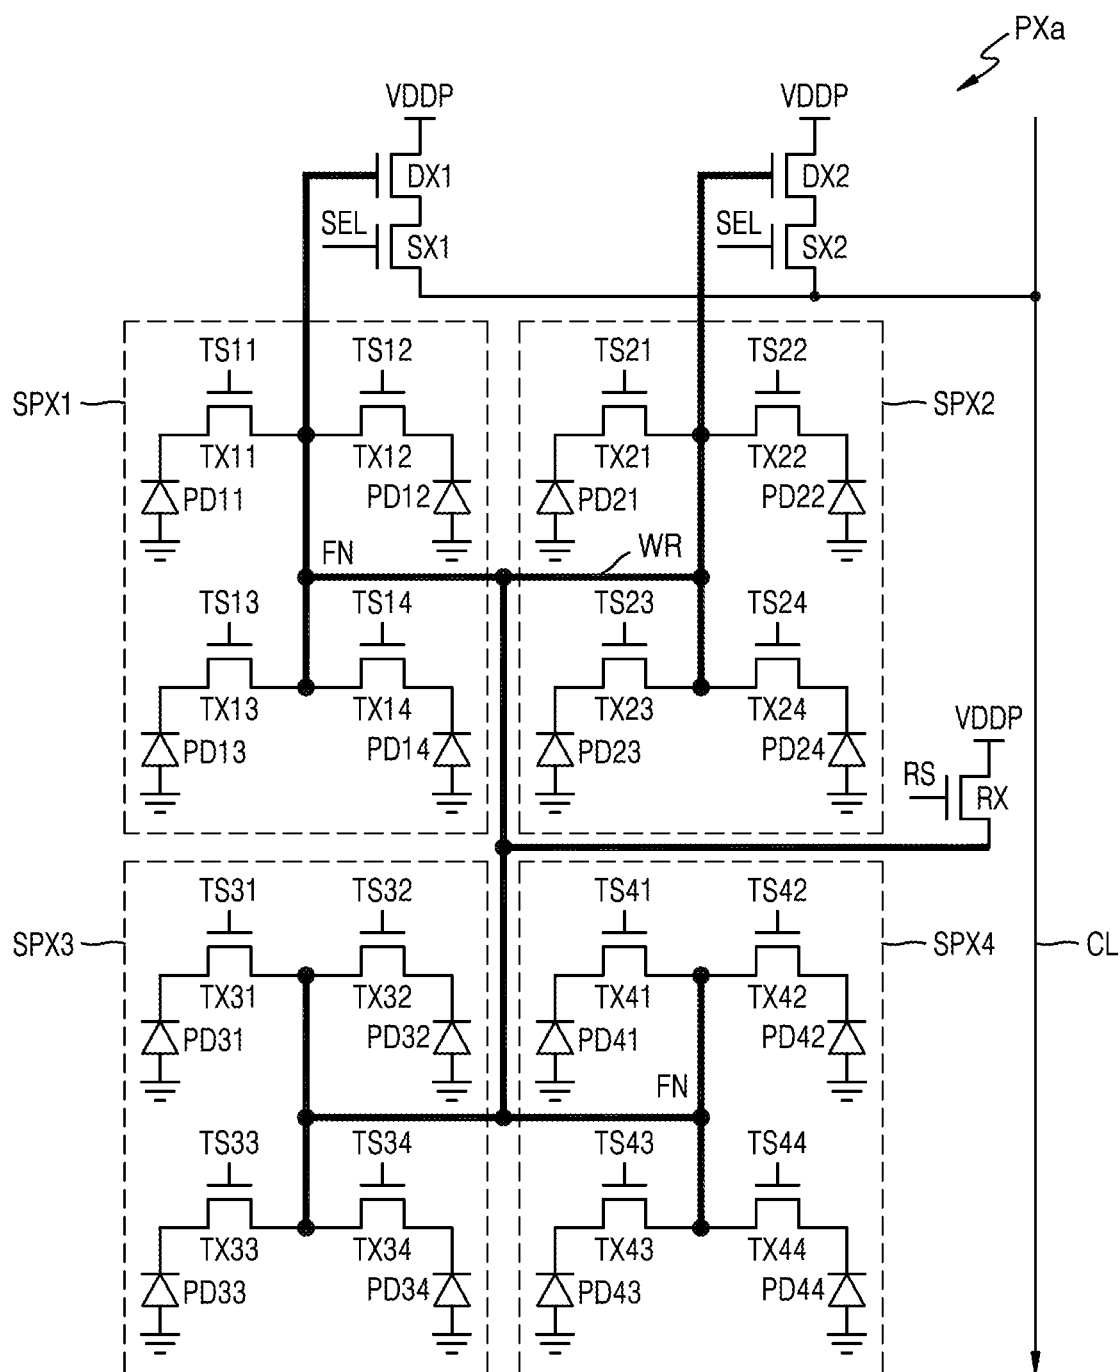 PXa
VDDP VDDP
DX1 DX2
SEL SX1 SEL SX2
TS11 TS12 TS21 TS22
SPX1 SPX2
TX11 TX12 TX21 TX22
PD11 PD12 PD21 PD22
FN WR
TS13 TS14 TS23 TS24
TX13 TX14 TX23 TX24
VDDP
PD13 PD14 PD23 PD24
RS RX
TS31 TS32 TS41 TS42
SPX3 SPX4 CL
TX31 TX32 TX41 TX42
PD31 PD32 PD41 PD42
FN
TS33 TS34 TS43 TS44
TX33 TX34 TX43 TX44
PD33 PD34 PD43 PD44